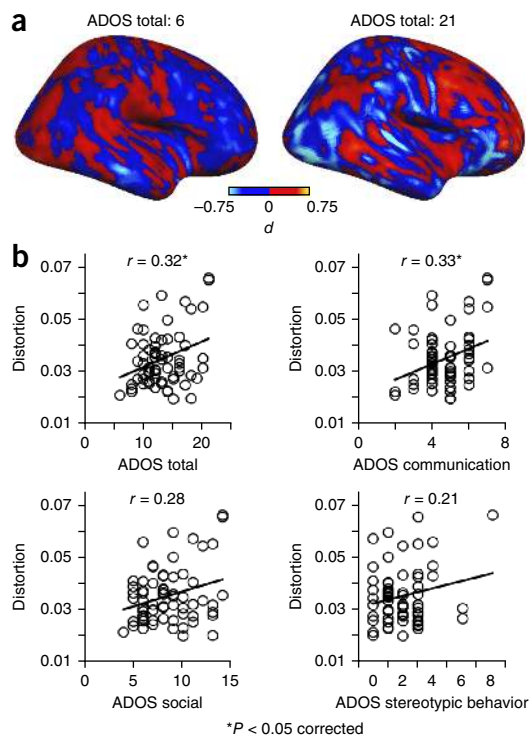 a
ADOS total: 6
ADOS total: 21
−0.75 0 0.75
d
b
r = 0.32*
Distortion
0.07
0.05
0.03
0.01
0 10 20
ADOS total
r = 0.33*
Distortion
0.07
0.05
0.03
0.01
0 4 8
ADOS communication
r = 0.28
Distortion
0.07
0.05
0.03
0.01
0 5 10 15
ADOS social
r = 0.21
Distortion
0.07
0.05
0.03
0.01
0 2 4 6 8
ADOS stereotypic behavior
*P < 0.05 corrected